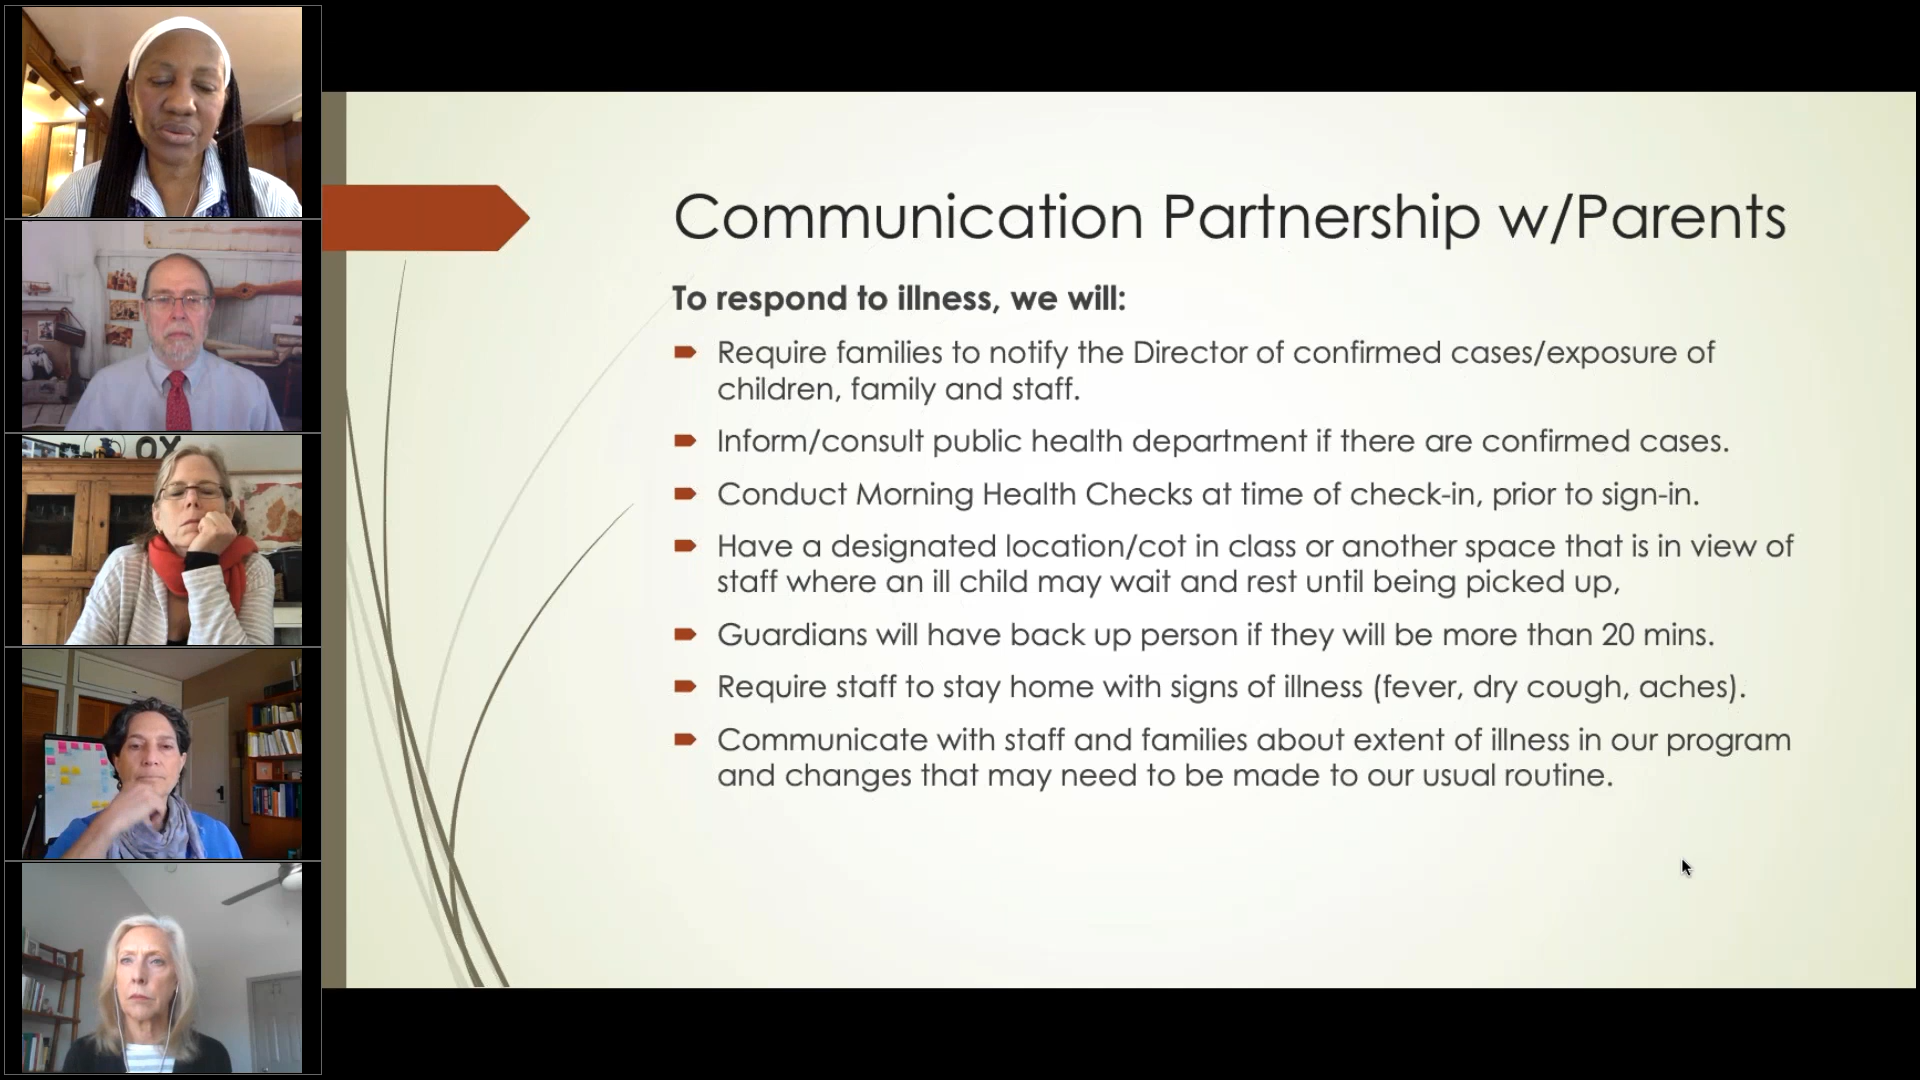 Communication Partnership w/Parents
To respond to illness, we will:
Require families to notify the Director of confirmed cases/exposure of
children, family and staff.
Inform/consult public health department if there are confirmed cases.
Conduct Morning Health Checks at time of check-in, prior to sign-in.
Have a designated location/cot in class or another space that is in view of
staff where an ill child may wait and rest until being picked up,
Guardians will have back up person if they will be more than 20 mins.
Require staff to stay home with signs of illness (fever, dry cough, aches).
Communicate with staff and families about extent of illness in our program
and changes that may need to be made to our usual routine.
OX